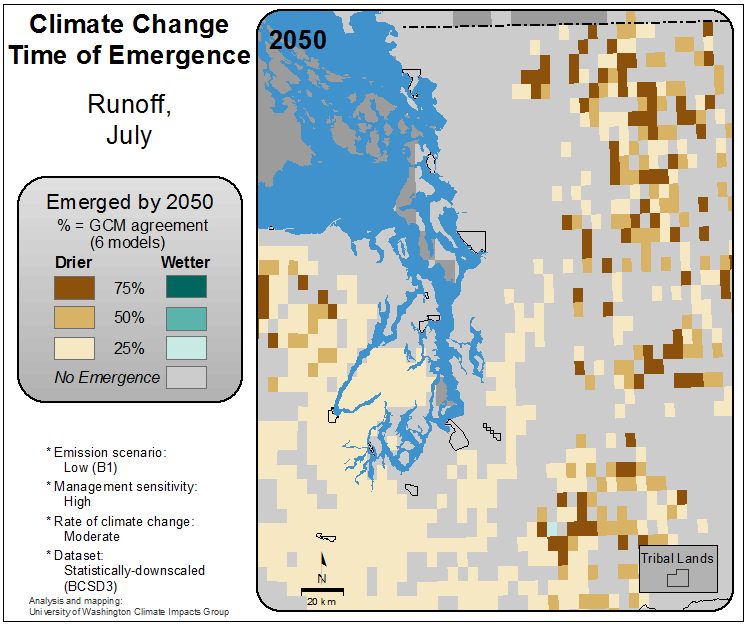 Climate Change
Time of Emergence
Runoff,
July
Emerged by 2050
% = GCM agreement
(6 models)
Drier Wetter
75%
50%
25%
No Emergence
* Emission scenario:
Low (B1)
* Management sensitivity:
High
* Rate of climate change:
Moderate
* Dataset:
Statistically-downscaled
(BCSD3)
Analysis and mapping:
University of Washington Climate Impacts Group
2050
N
20 km
Tribal Lands